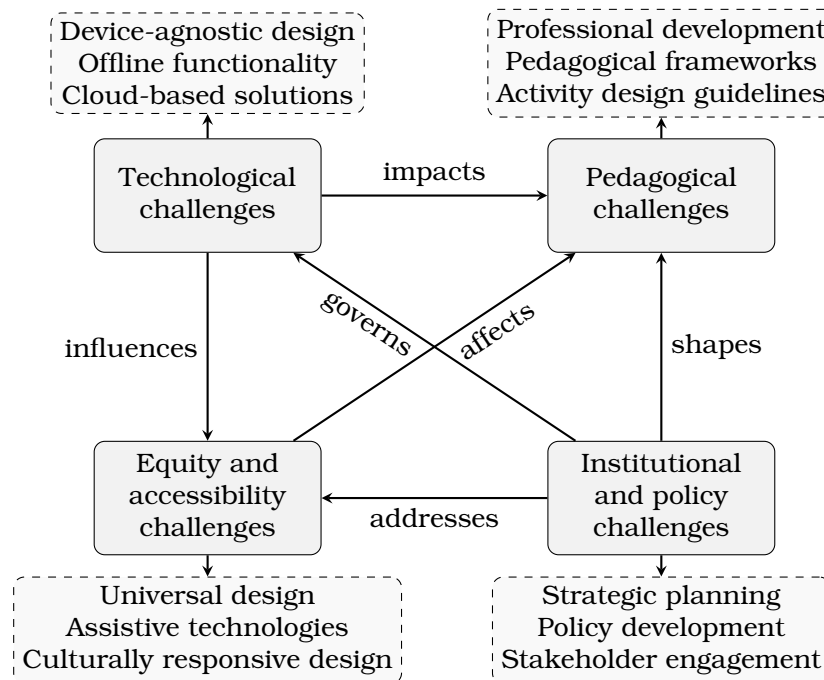 Device-agnostic design
Offline functionality
Cloud-based solutions
Professional development
Pedagogical frameworks
Activity design guidelines
Technological
challenges
impacts
Pedagogical
challenges
influences
governs
affects
shapes
Equity and
accessibility
challenges
addresses
Institutional
and policy
challenges
Universal design
Assistive technologies
Culturally responsive design
Strategic planning
Policy development
Stakeholder engagement